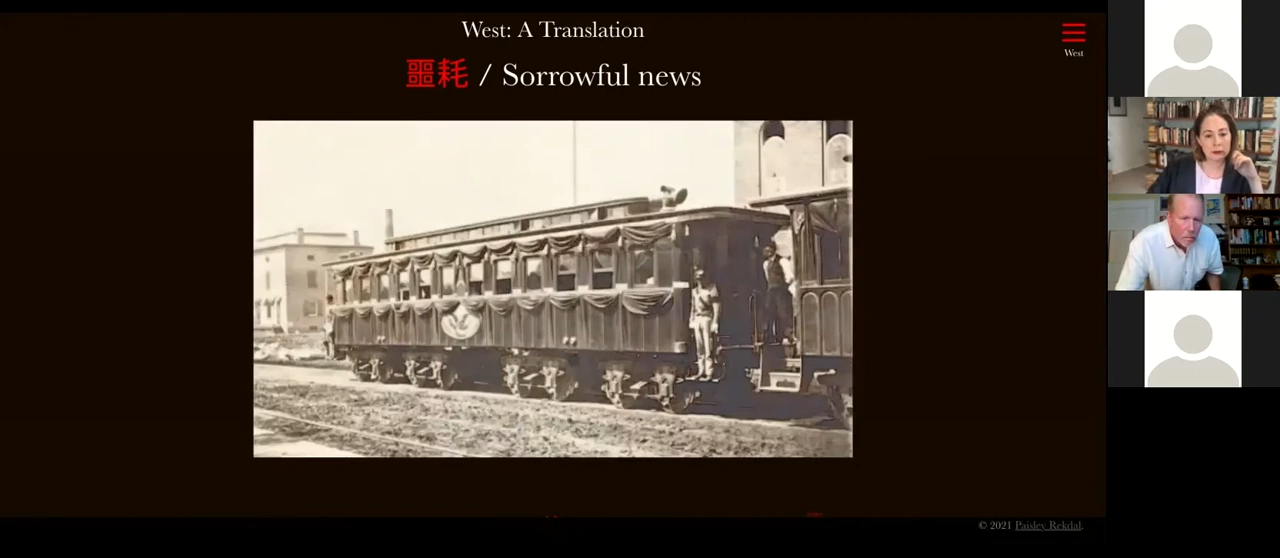 West: A Translation
West
噩耗 / Sorrowful news
© 2021 Paisley Rekdal.